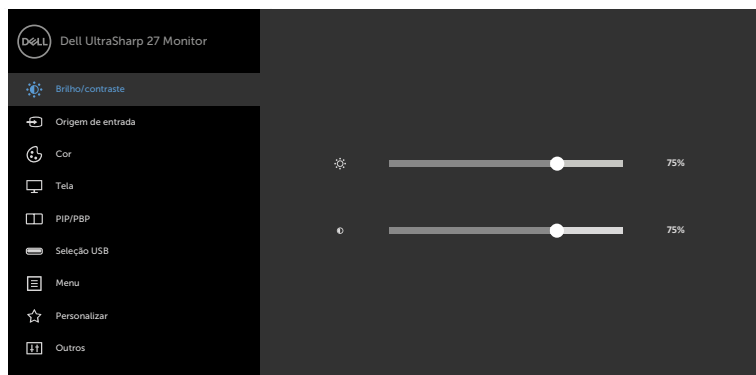 DELL Dell UltraSharp 27 Monitor
Brilho/contraste
Origem de entrada
Cor
75%
Tela
PIP/PBP
75%
Seleção USB
Menu
Personalizar
Outros